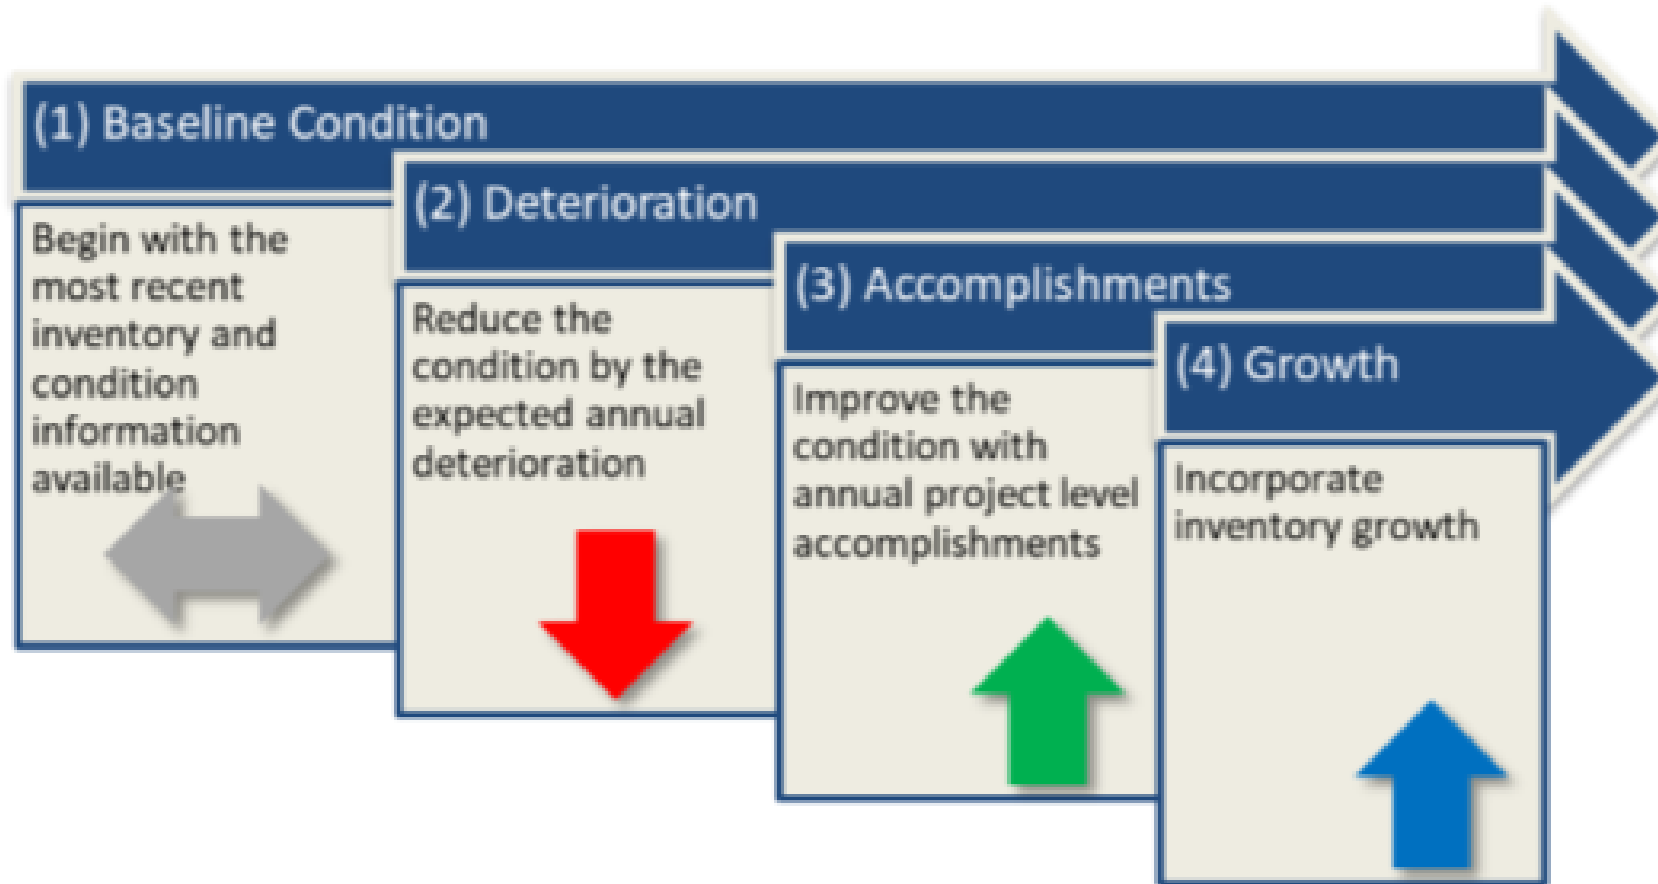 (1) Baseline Condition
Begin with the
most recent
inventory and
condition
information
available
(2) Deterioration
Reduce the
condition by the
expected annual
deterioration
(3) Accomplishments
Improve the
condition with
annual project level
accomplishments
(4) Growth
Incorporate
inventory growth